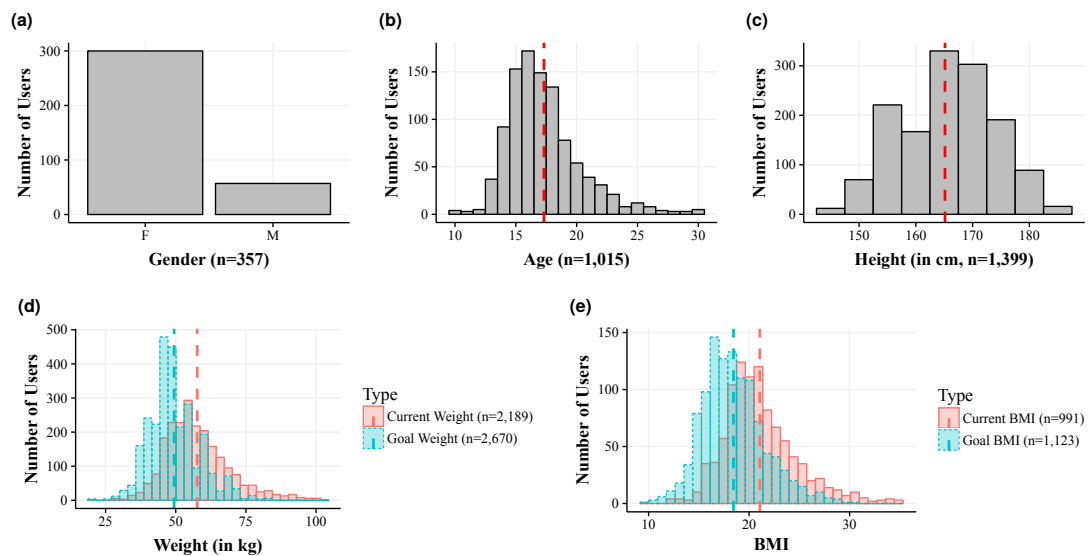 (a)
Number of Users
300
200
100
0
F
M
Gender (n=357)
(b)
Number of Users
150
100
50
0
10
15
20
25
30
Age (n=1,015)
(c)
Number of Users
300
200
100
0
150
160
170
180
Height (in cm, n=1,399)
(d)
Number of Users
500
400
300
200
100
0
25
50
75
100
Weight (in kg)
Type
Current Weight (n=2,189)
Goal Weight (n=2,670)
(e)
Number of Users
150
100
50
0
10
20
30
BMI
Type
Current BMI (n=991)
Goal BMI (n=1,123)